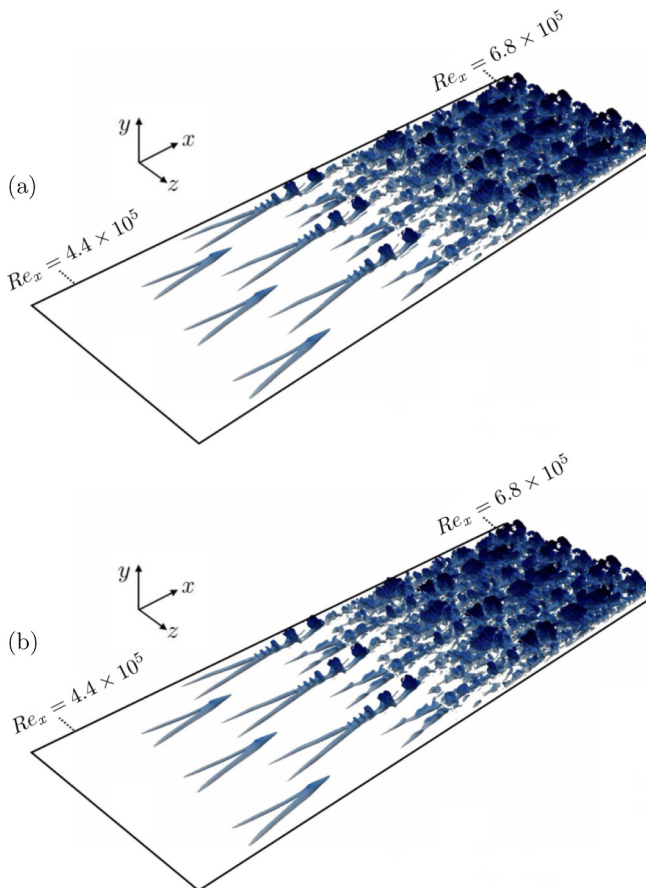 Re_x = 6.8 × 10^5
y
x
z
(a)
Re_x = 4.4 × 10^5
Re_x = 6.8 × 10^5
y
x
z
(b)
Re_x = 4.4 × 10^5